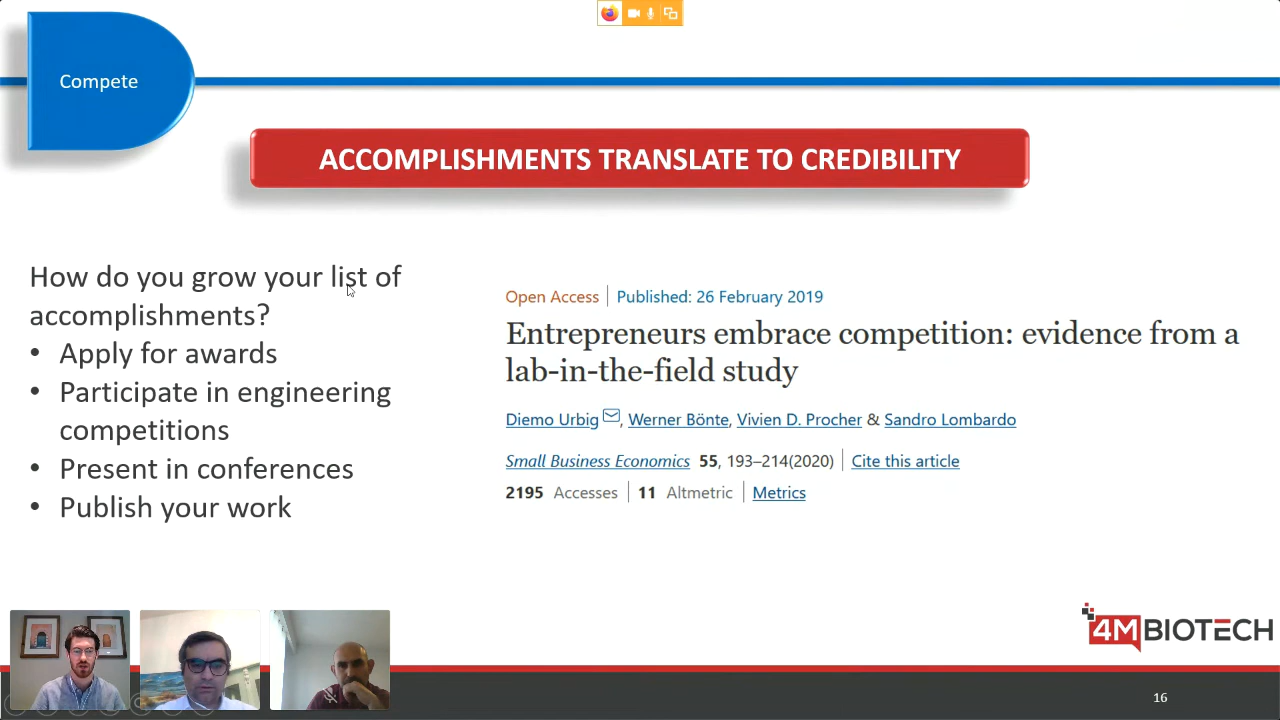 Compete
ACCOMPLISHMENTS TRANSLATE TO CREDIBILITY
How do you grow your list of
accomplishments?
• Apply for awards
• Participate in engineering
competitions
• Present in conferences
• Publish your work
Open Access | Published: 26 February 2019
Entrepreneurs embrace competition: evidence from a
lab-in-the-field study
Diemo Urbig, Werner Bönte, Vivien D. Procher & Sandro Lombardo
Small Business Economics 55, 193–214(2020) | Cite this article
2195 Accesses | 11 Altmetric | Metrics
4MBIOTECH
16